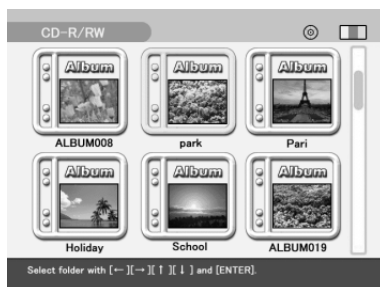 CD-R/RW
Album Album Album
ALBUM008 park Pari
Album Album Album
Holiday School ALBUM019
Select folder with [← ][→ ][ ↑ ][ ↓ ] and [ENTER].